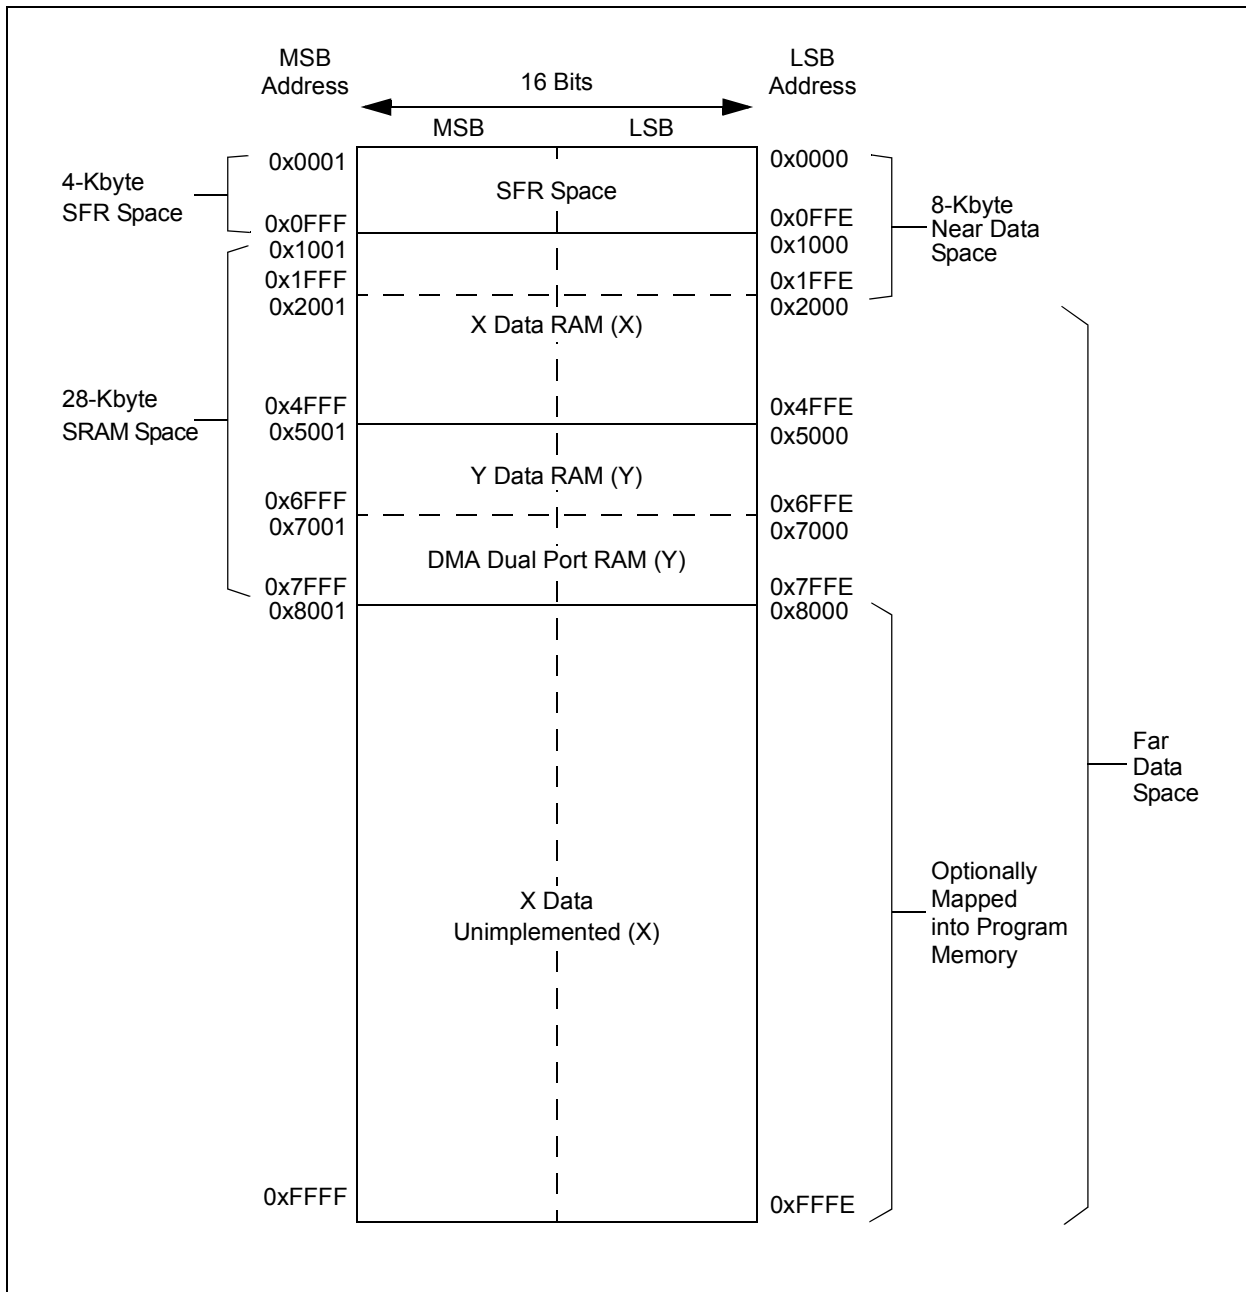 MSB
Address
16 Bits
LSB
Address
MSB
LSB
0x0001
0x0000
4-Kbyte
SFR Space
SFR Space
8-Kbyte
Near Data
Space
0x0FFF
0x0FFE
0x1001
0x1000
0x1FFF
0x1FFE
0x2001
0x2000
X Data RAM (X)
28-Kbyte
SRAM Space
0x4FFF
0x4FFE
0x5001
0x5000
Y Data RAM (Y)
0x6FFF
0x6FFE
0x7001
0x7000
DMA Dual Port RAM (Y)
0x7FFF
0x7FFE
0x8001
0x8000
Far
Data
Space
X Data
Unimplemented (X)
Optionally
Mapped
into Program
Memory
0xFFFF
0xFFFE